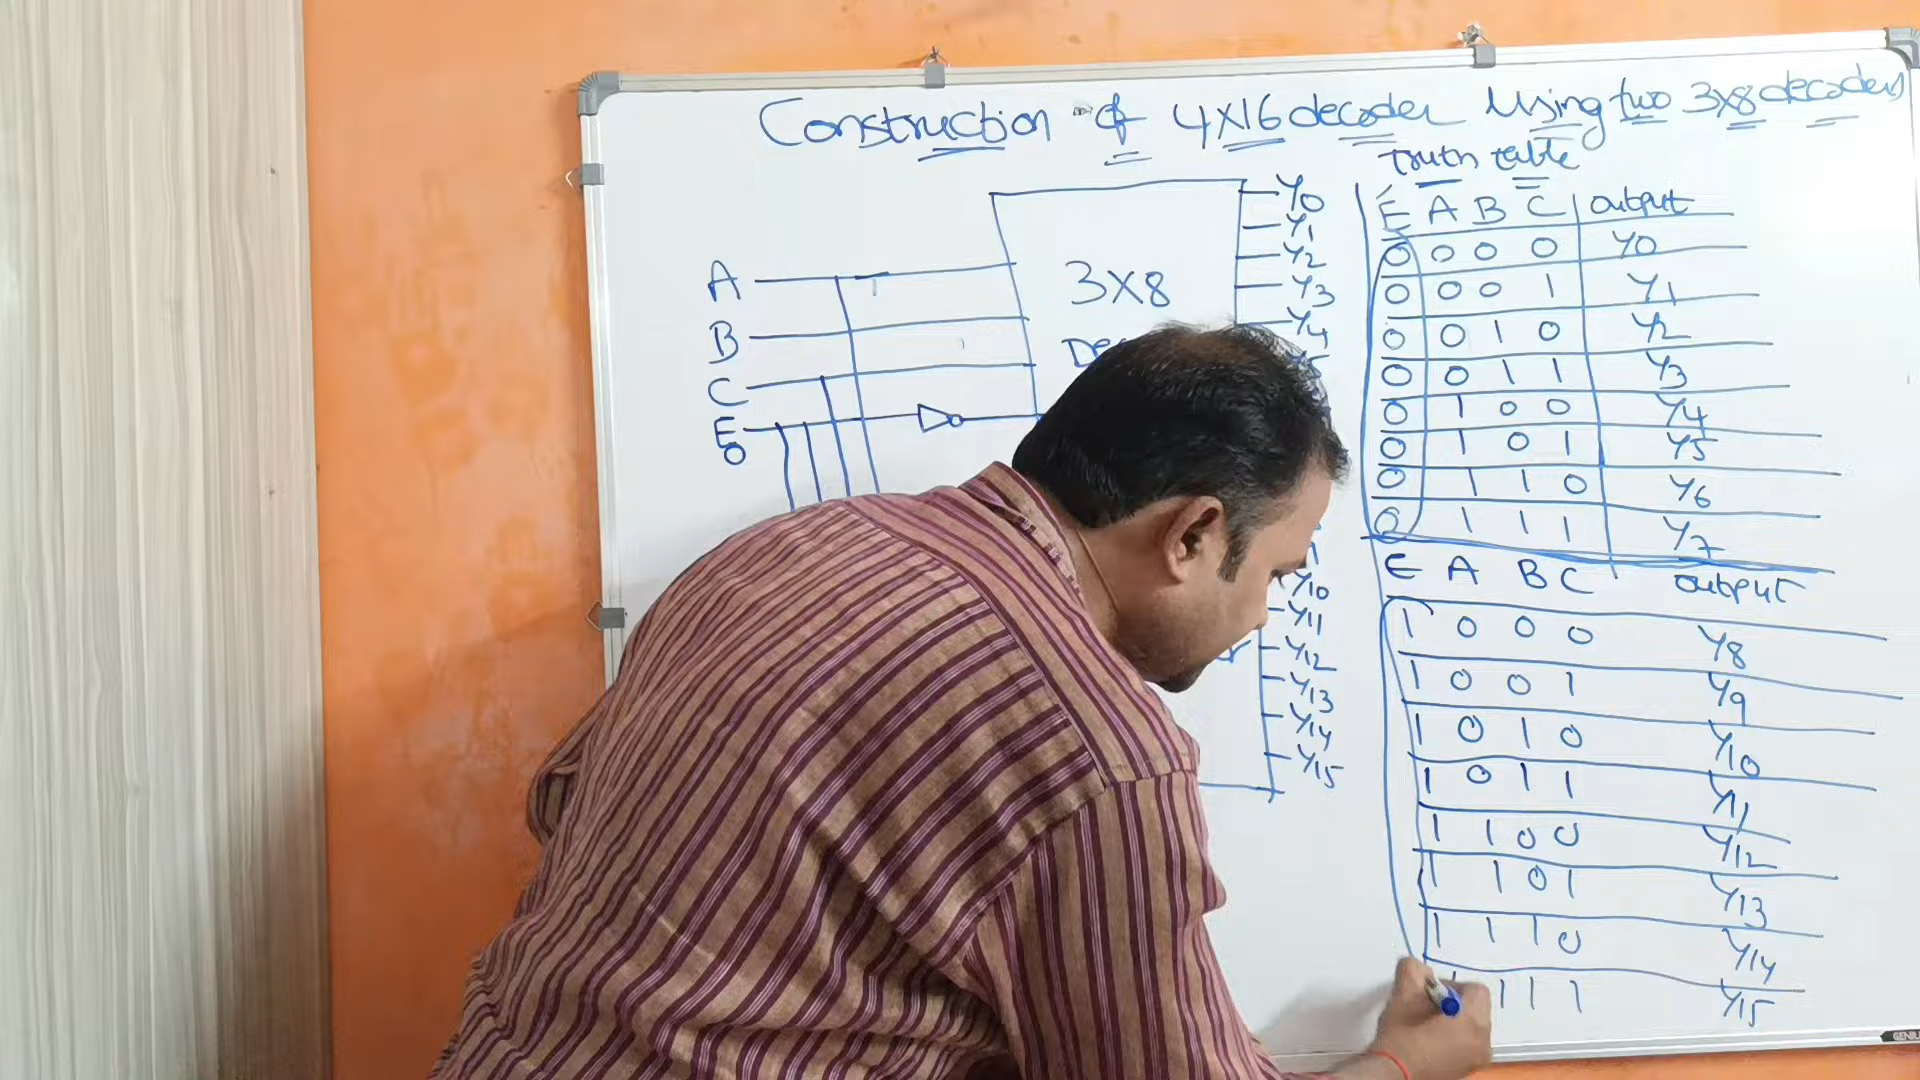 Construction of 4X16 decoder Using two 3x8 decoders
A
B
C
E
0
3X8
Y0
Y1
Y2
Y3
Y4
Y10
Y11
Y12
Y13
Y14
Y15
Truth table
E A B C output
0 0 0 0 Y0
0 0 0 1 Y1
0 0 1 0 Y2
0 0 1 1 Y3
0 1 0 0 Y4
0 1 0 1 Y5
0 1 1 0 Y6
0 1 1 1 Y7
E A B C output
1 0 0 0 Y8
1 0 0 1 Y9
1 0 1 0 Y10
1 0 1 1 Y11
1 1 0 0 Y12
1 1 0 1 Y13
1 1 1 0 Y14
1 1 1 1 Y15